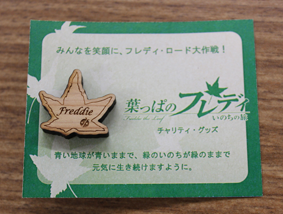 みんなを笑顔に、フレディ・ロード大作戦！
Freddie
葉っぱのフレディ
いのちの旅
チャリティ・グッズ
青い地球が青いままで、緑のいのちが緑のままで
元気に生き続けますように。